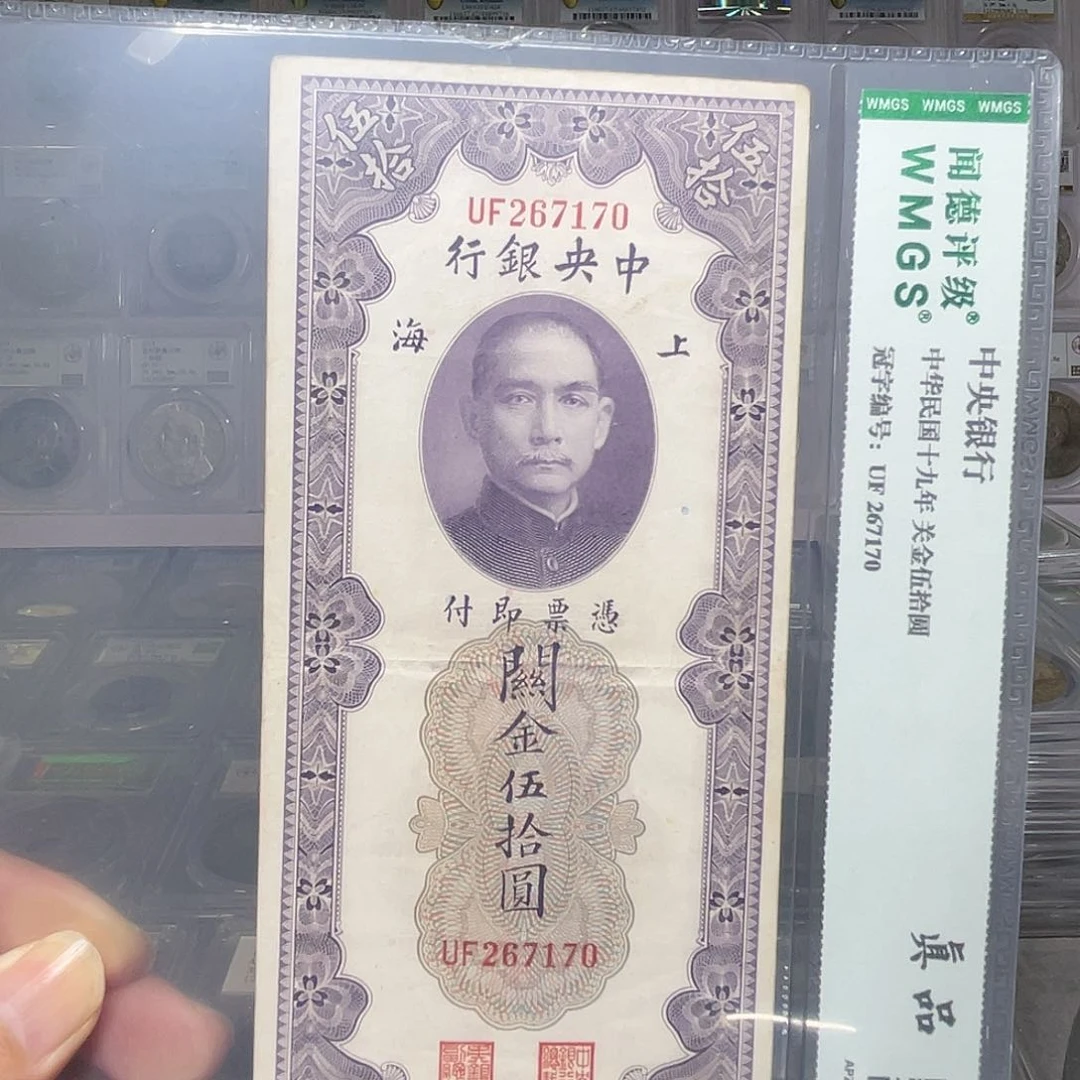 伍拾
伍拾
UF267170
中央銀行
上海
憑票即付
關金伍拾圓
UF267170
WMGS WMGS WMGS
闻德评级®
WMGS®
中央银行
中华民国十九年 关金伍拾圆
冠字编号: UF 267170
真品